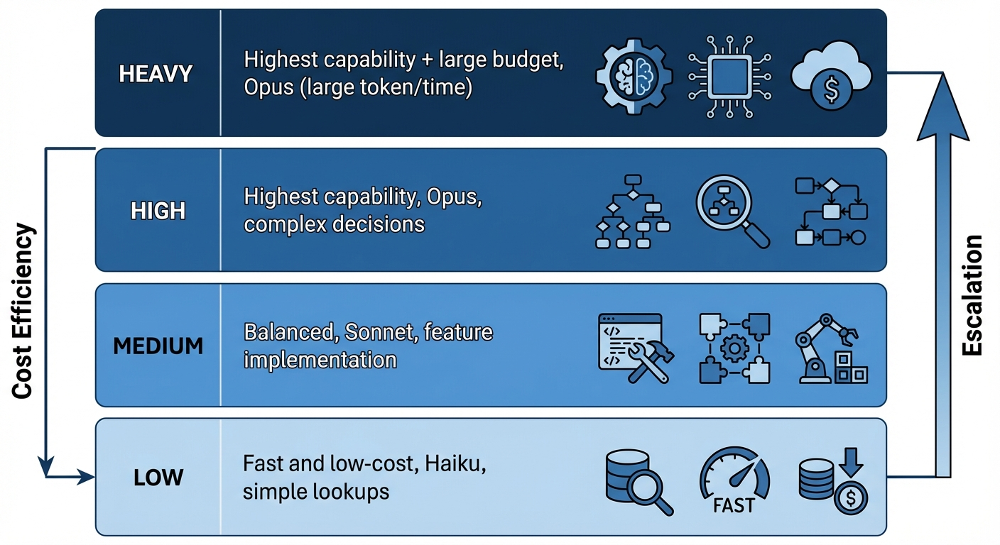 HEAVY
Highest capability + large budget,
Opus (large token/time)
$
HIGH
Highest capability, Opus,
complex decisions
MEDIUM
Balanced, Sonnet, feature
implementation
</>
</>
LOW
Fast and low-cost, Haiku,
simple lookups
FAST
$
Cost Efficiency
Escalation